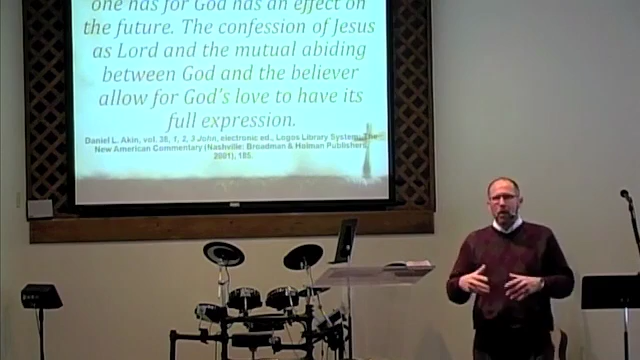 one has for God has an effect on
the future. The confession of Jesus
as Lord and the mutual abiding
between God and the believer
allow for God's love to have its
full expression.
Daniel L. Akin, vol. 38, 1, 2, 3 John, electronic ed., Logos Library System; The
New American Commentary (Nashville: Broadman & Holman Publishers,
2001), 185.